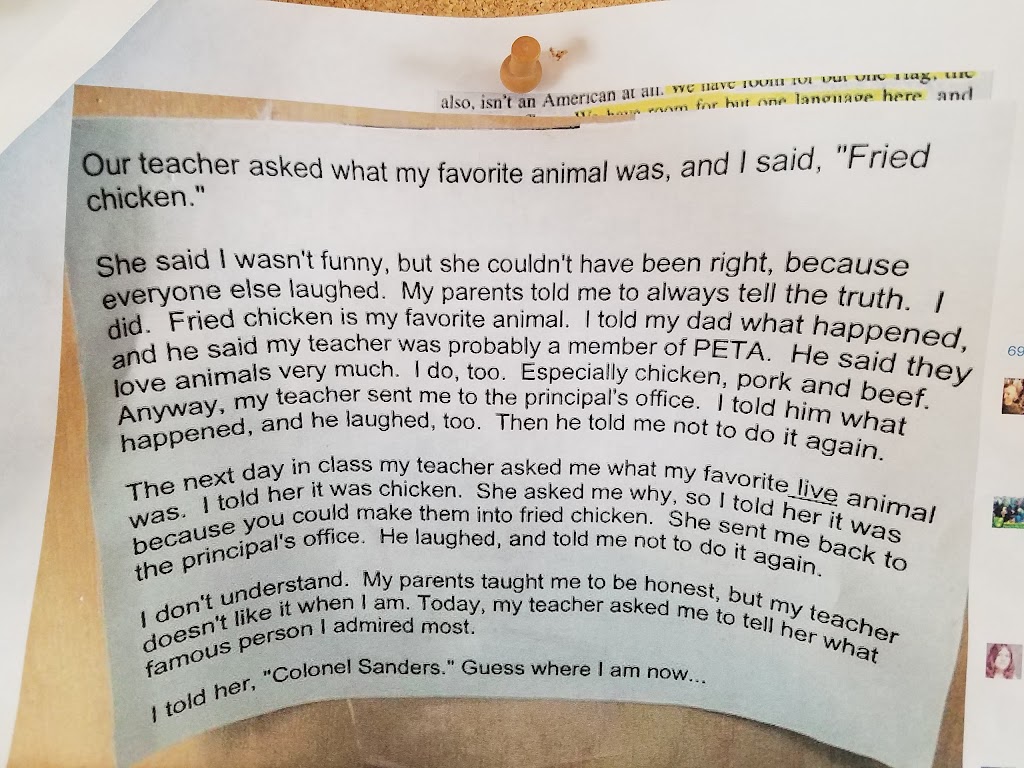 also, isn't an American at all. We have room for but one flag, the
We have room for but one language here, and
Our teacher asked what my favorite animal was, and I said, "Fried
chicken."
She said I wasn't funny, but she couldn't have been right, because
everyone else laughed.  My parents told me to always tell the truth.  I
did.  Fried chicken is my favorite animal.  I told my dad what happened,
and he said my teacher was probably a member of PETA.  He said they
love animals very much.  I do, too.  Especially chicken, pork and beef.
Anyway, my teacher sent me to the principal's office.  I told him what
happened, and he laughed, too.  Then he told me not to do it again.
The next day in class my teacher asked me what my favorite live animal
was.  I told her it was chicken.  She asked me why, so I told her it was
because you could make them into fried chicken.  She sent me back to
the principal's office.  He laughed, and told me not to do it again.
I don't understand.  My parents taught me to be honest, but my teacher
doesn't like it when I am. Today, my teacher asked me to tell her what
famous person I admired most.
I told her, "Colonel Sanders." Guess where I am now...
69